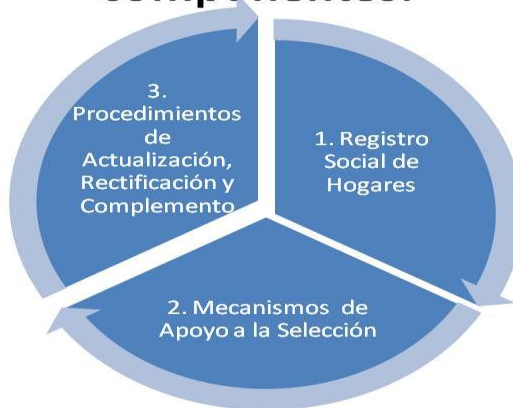 1. Registro
Social de
Hogares
2. Mecanismos de
Apoyo a la Selección
3.
Procedimientos
de
Actualización,
Rectificación y
Complemento